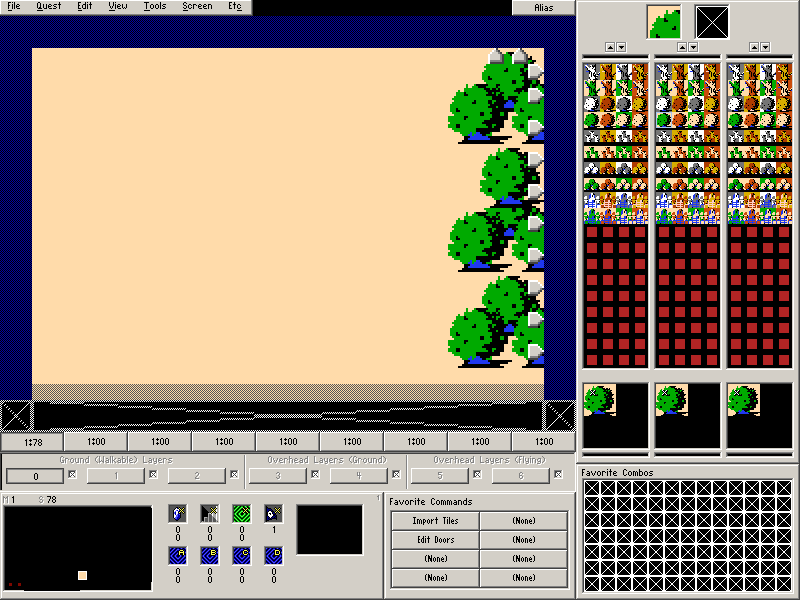 File Quest Edit View Tools Screen Etc Alias
1:78 1:00 1:00 1:00 1:00 1:00 1:00 1:00 1:00
Ground (Walkable) Layers Overhead Layers (Ground) Overhead Layers (Flying)
0 1 2 3 4 5 6
Favorite Combos
M 1 S 78 1
Favorite Commands
Import Tiles (None)
Edit Doors (None)
(None) (None)
(None) (None)
0 0 0 1
0 0 0
A B C D
0 0 0 0
0 0 0 0